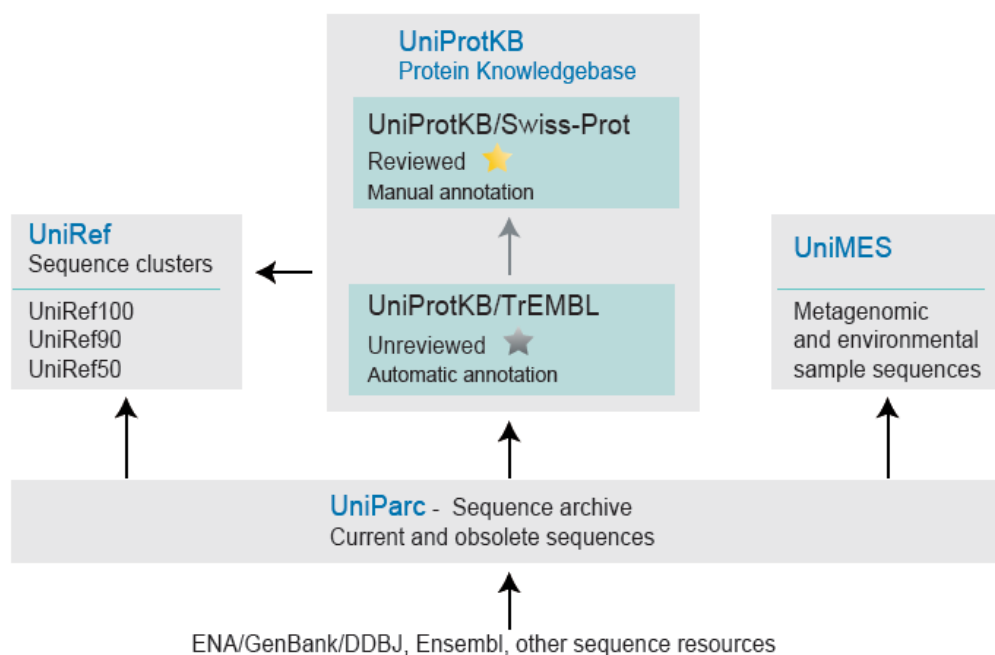 UniProtKB
Protein Knowledgebase
UniProtKB/Swiss-Prot
Reviewed
Manual annotation
UniProtKB/TrEMBL
Unreviewed
Automatic annotation
UniRef
Sequence clusters
UniRef100
UniRef90
UniRef50
UniMES
Metagenomic
and environmental
sample sequences
UniParc - Sequence archive
Current and obsolete sequences
ENA/GenBank/DDBJ, Ensembl, other sequence resources